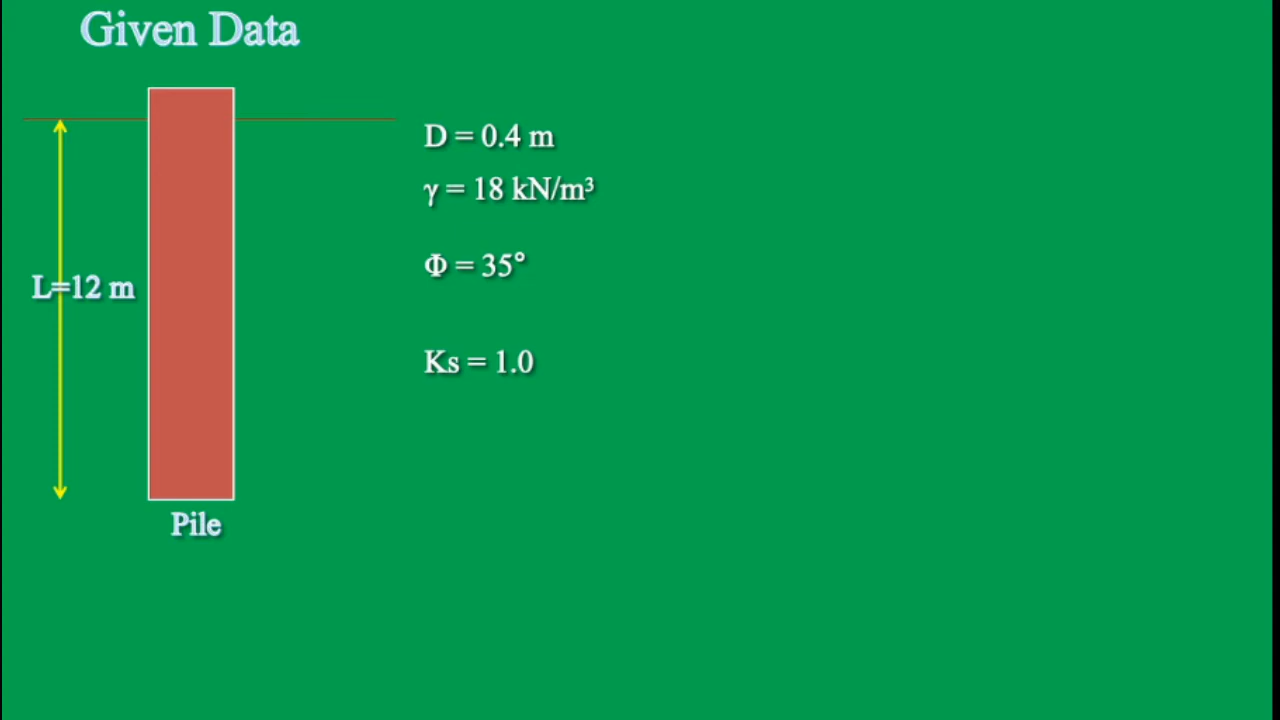 Given Data
D = 0.4 m
γ = 18 kN/m³
Φ = 35°
L=12 m
Ks = 1.0
Pile